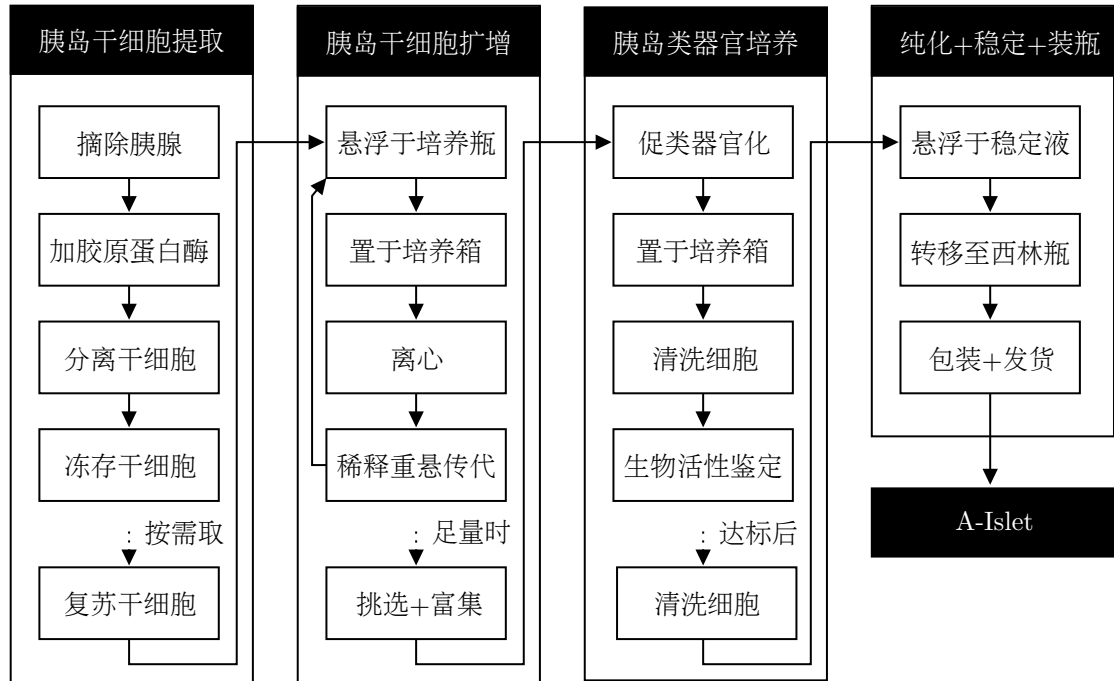 胰岛干细胞提取
摘除胰腺
加胶原蛋白酶
分离干细胞
冻存干细胞
: 按需取
复苏干细胞
胰岛干细胞扩增
悬浮于培养瓶
置于培养箱
离心
稀释重悬传代
: 足量时
挑选+富集
胰岛类器官培养
促类器官化
置于培养箱
清洗细胞
生物活性鉴定
: 达标后
清洗细胞
纯化+稳定+装瓶
悬浮于稳定液
转移至西林瓶
包装+发货
A-Islet